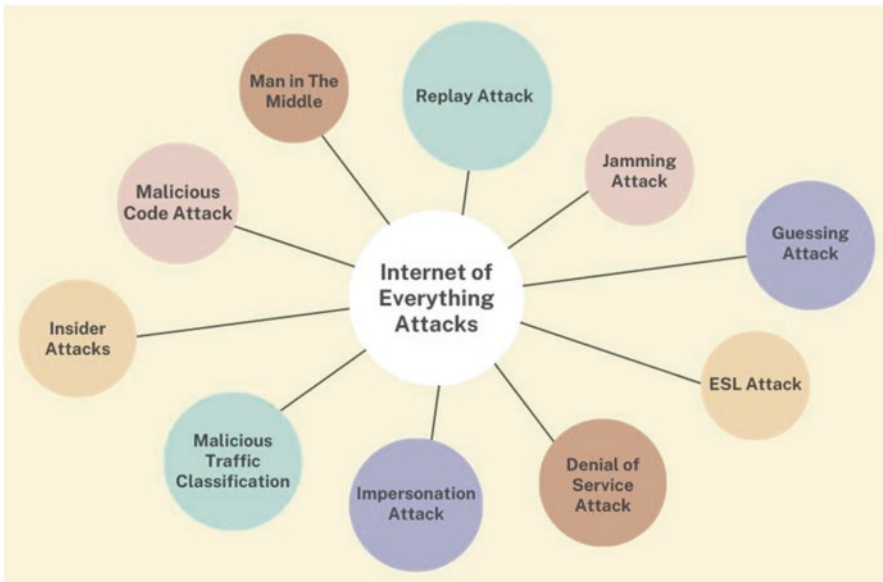 Man in The
Middle
Replay Attack
Jamming
Attack
Malicious
Code Attack
Guessing
Attack
Internet of
Everything
Attacks
Insider
Attacks
ESL Attack
Malicious
Traffic
Classification
Impersonation
Attack
Denial of
Service
Attack